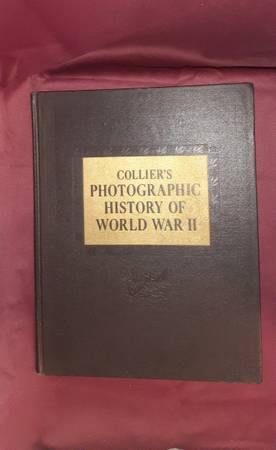 COLLIER'S
PHOTOGRAPHIC
HISTORY OF
WORLD WAR II